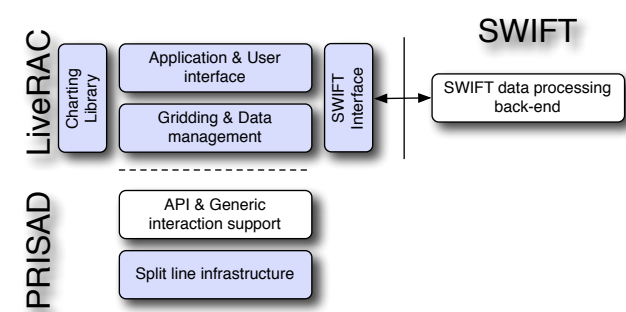 LiveRAC
Charting
Library
Application & User
interface
Gridding & Data
management
SWIFT
Interface
SWIFT
SWIFT data processing
back-end
PRISAD
API & Generic
interaction support
Split line infrastructure